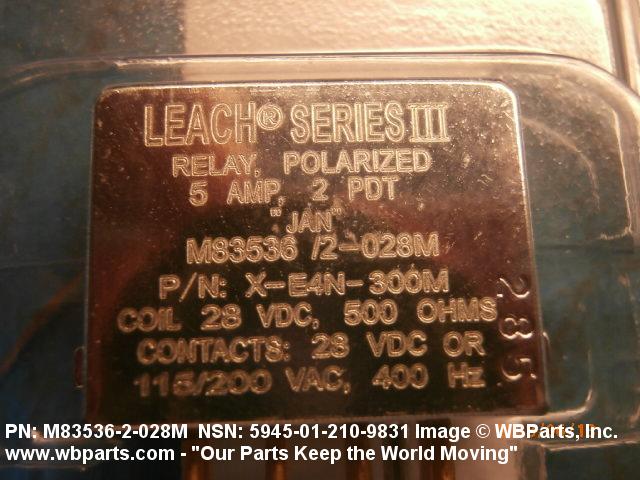 LEACH® SERIES III
RELAY, POLARIZED
5 AMP, 2 PDT
"JAN"
M83536 /2-028M
P/N: X-E4N-300M
COIL 28 VDC, 500 OHMS
CONTACTS: 28 VDC OR
115/200 VAC, 400 Hz
285
PN: M83536-2-028M NSN: 5945-01-210-9831 Image © WBParts, Inc.
www.wbparts.com - "Our Parts Keep the World Moving"